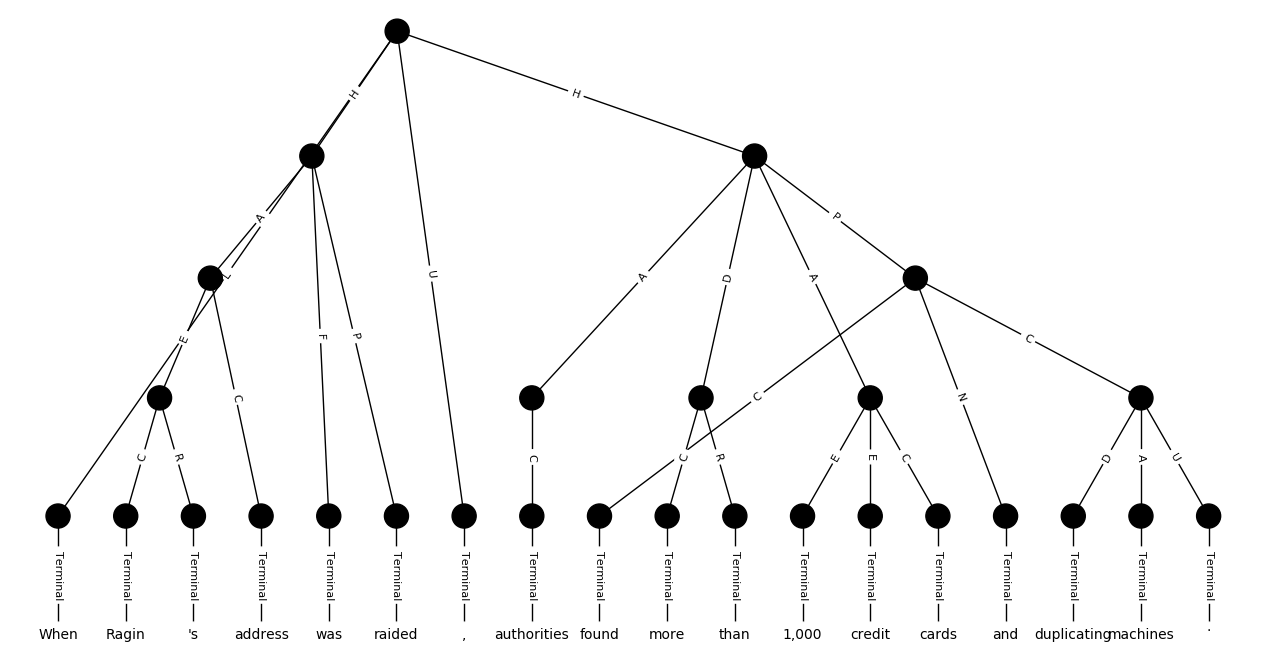 H
H
A
P
A
L
U
A
D
A
E
F
P
C
C
C
N
C
R
C
C
R
E
E
C
D
A
U
Terminal Terminal Terminal Terminal Terminal Terminal Terminal Terminal Terminal Terminal Terminal Terminal Terminal Terminal Terminal Terminal Terminal Terminal
When Ragin 's address was raided , authorities found more than 1,000 credit cards and duplicating machines .